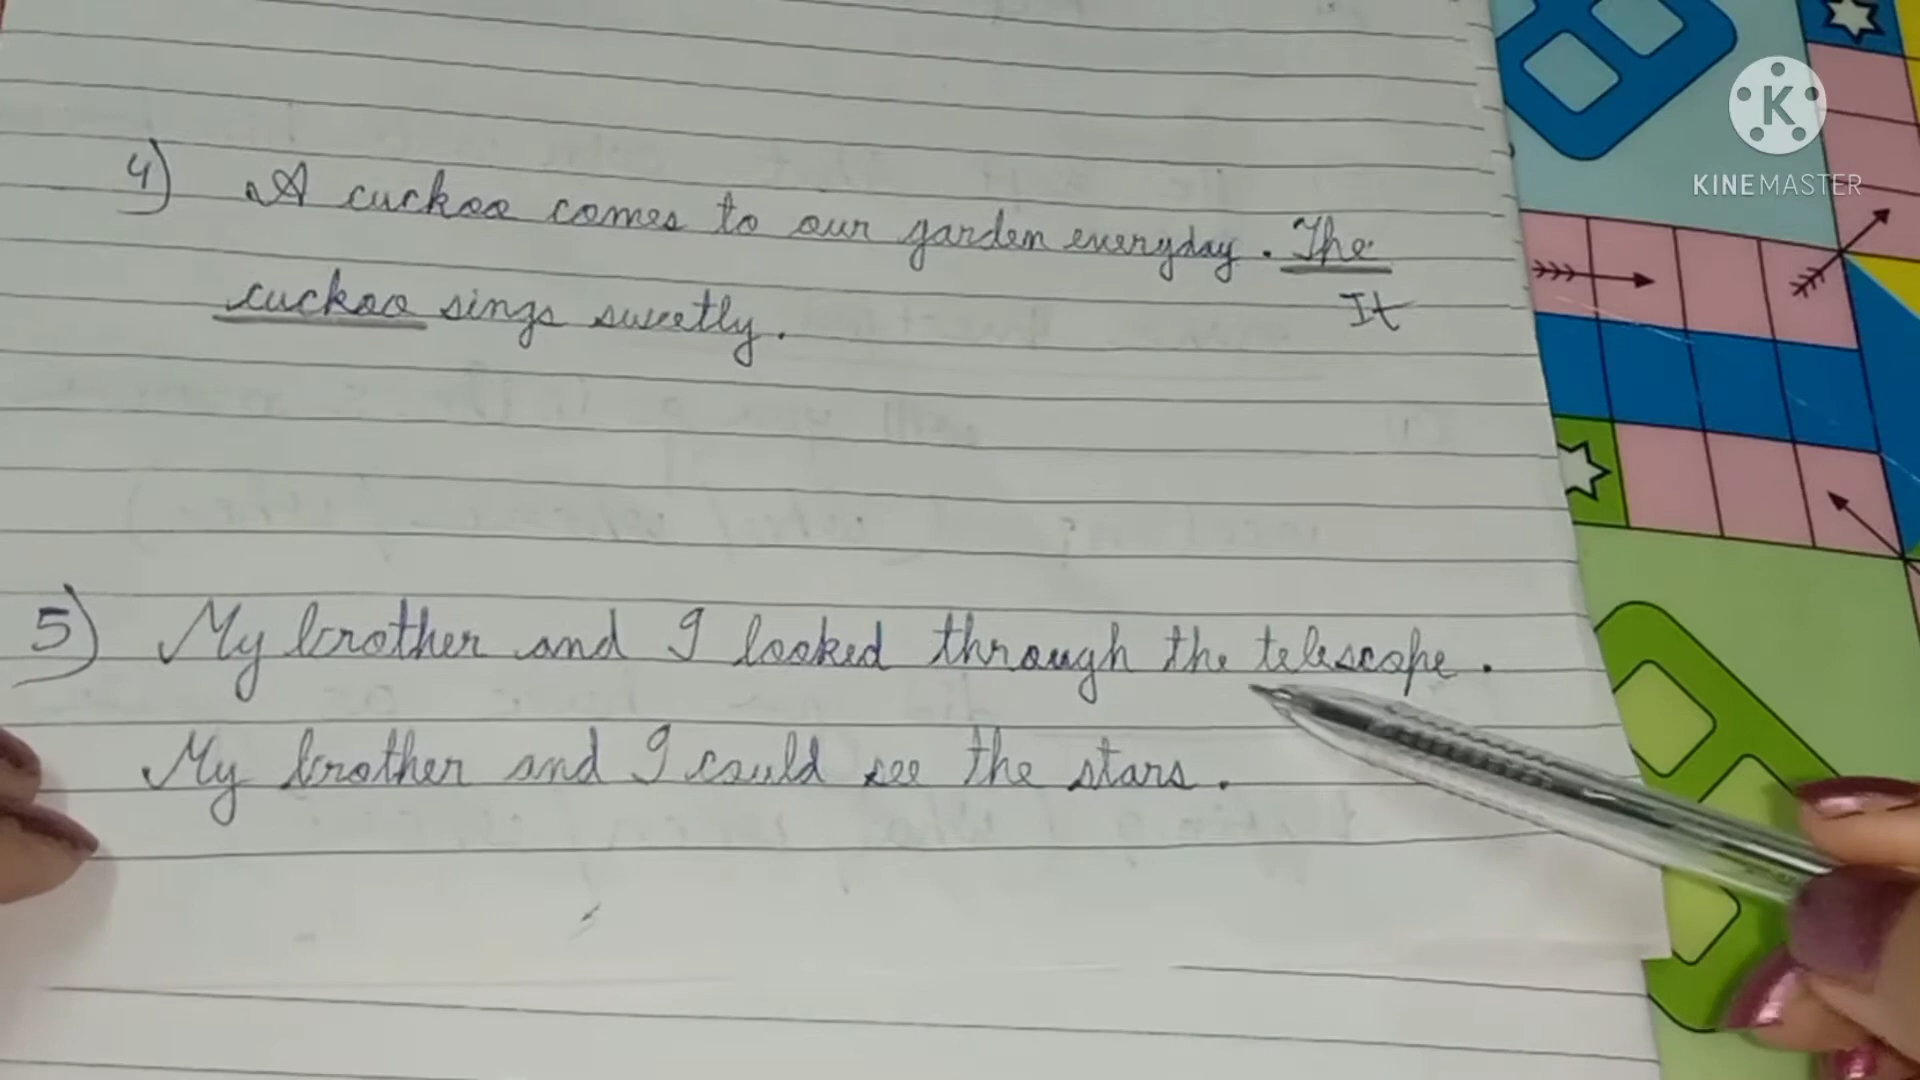 4) A cuckoo comes to our garden everyday. The
It
cuckoo sings sweetly.
5) My brother and I looked through the telescope.
My brother and I could see the stars.
K
KINEMASTER